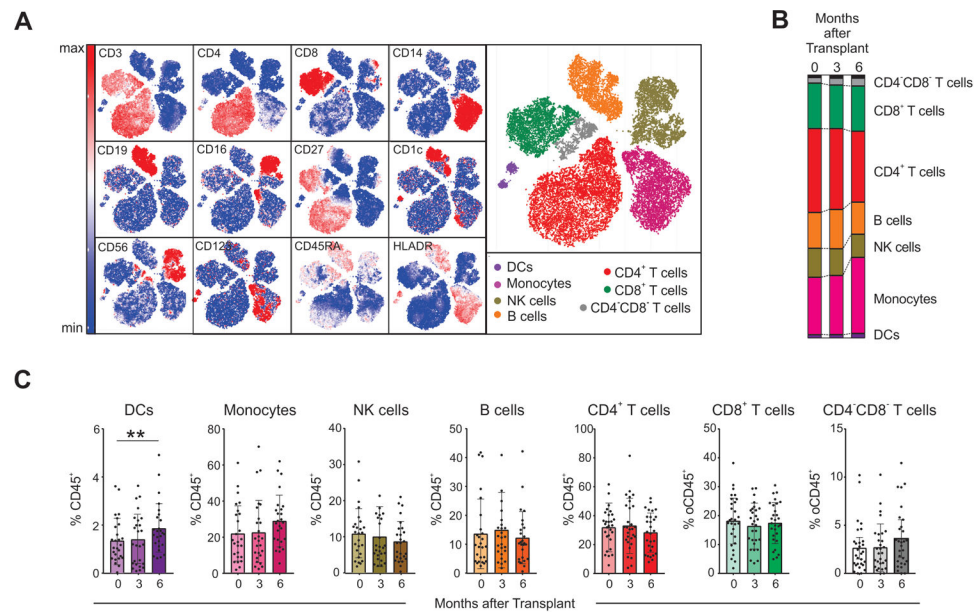 A
max
min
CD3
CD4
CD8
CD14
CD19
CD16
CD27
CD1c
CD56
CD123
CD45RA
HLADR
DCs
Monocytes
NK cells
B cells
CD4⁺ T cells
CD8⁺ T cells
CD4⁻CD8⁻ T cells
B
Months
after
Transplant
0 3 6
CD4⁻CD8⁻ T cells
CD8⁺ T cells
CD4⁺ T cells
B cells
NK cells
Monocytes
DCs
C
DCs
% CD45⁺
6
4
2
0
**
0 3 6
Monocytes
% CD45⁺
80
60
40
20
0
0 3 6
NK cells
% CD45⁺
40
30
20
10
0
0 3 6
B cells
% CD45⁺
50
40
30
20
10
0
0 3 6
CD4⁺ T cells
% CD45⁺
100
80
60
40
20
0
0 3 6
CD8⁺ T cells
% oCD45⁺
50
40
30
20
10
0
0 3 6
CD4⁻CD8⁻ T cells
% oCD45⁺
15
10
5
0
0 3 6
Months after Transplant